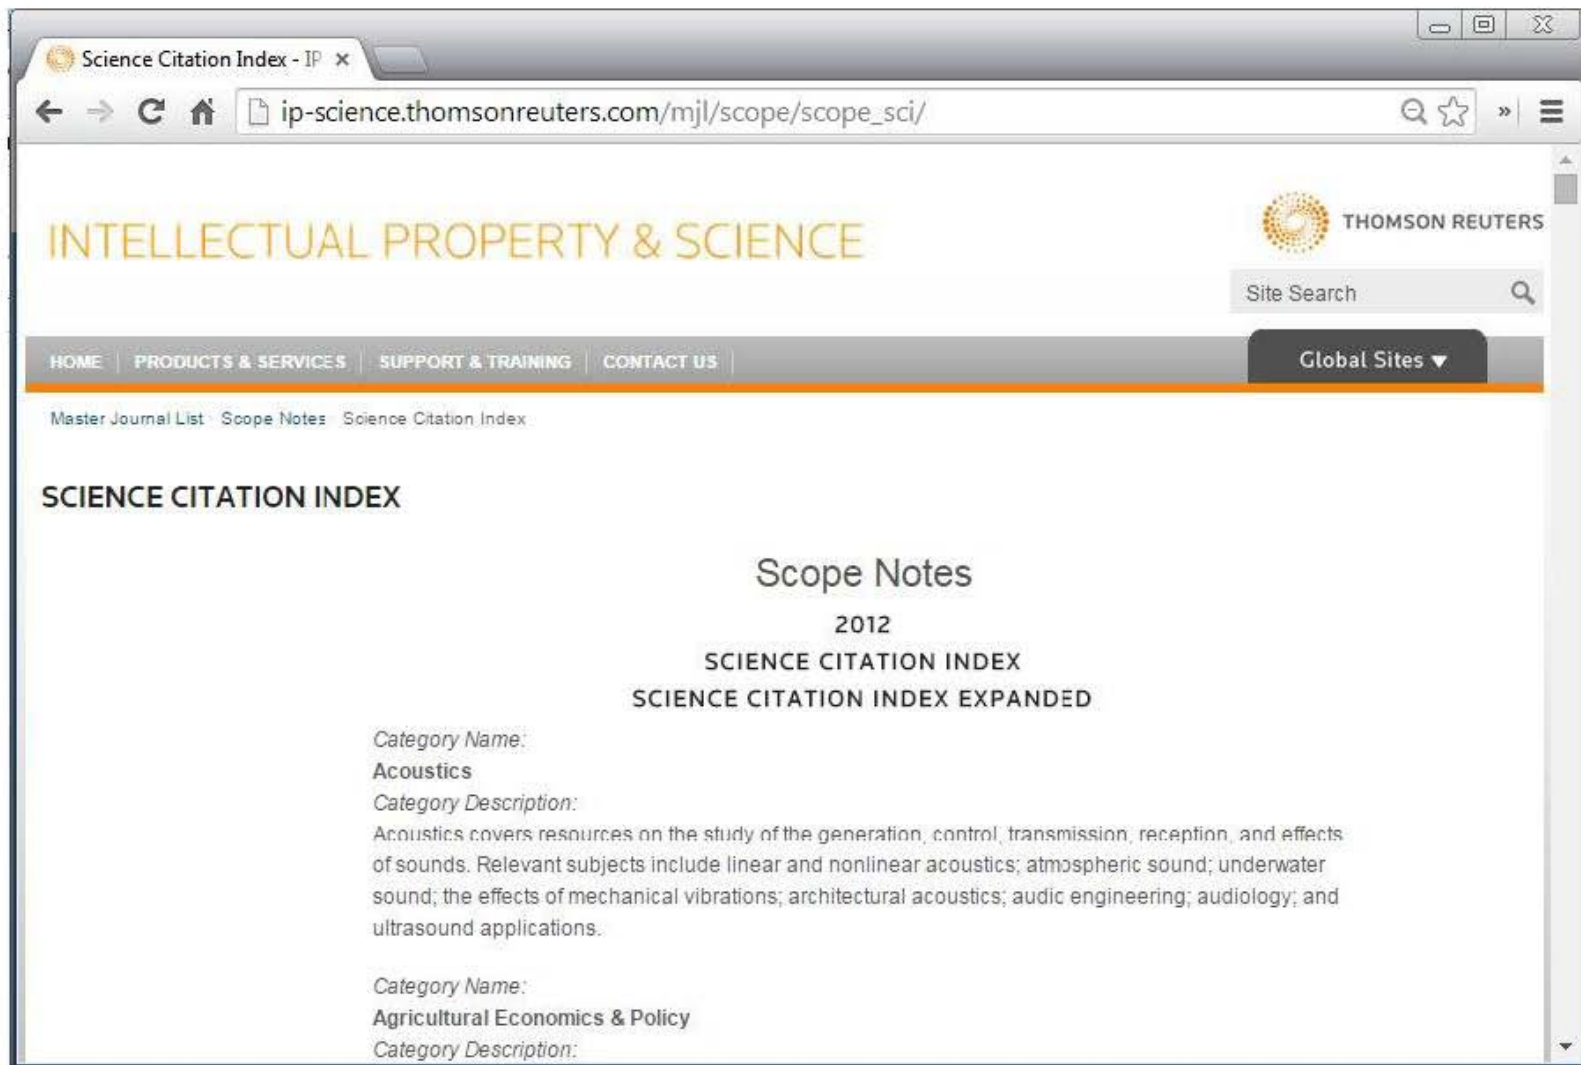 Science Citation Index - IP
ip-science.thomsonreuters.com/mjl/scope/scope_sci/
INTELLECTUAL PROPERTY & SCIENCE
THOMSON REUTERS
Site Search
HOME PRODUCTS & SERVICES SUPPORT & TRAINING CONTACT US
Global Sites ▼
Master Journal List Scope Notes Science Citation Index
SCIENCE CITATION INDEX
Scope Notes
2012
SCIENCE CITATION INDEX
SCIENCE CITATION INDEX EXPANDED
Category Name:
Acoustics
Category Description:
Acoustics covers resources on the study of the generation, control, transmission, reception, and effects
of sounds. Relevant subjects include linear and nonlinear acoustics; atmospheric sound; underwater
sound; the effects of mechanical vibrations; architectural acoustics; audio engineering; audiology; and
ultrasound applications.
Category Name:
Agricultural Economics & Policy
Category Description: